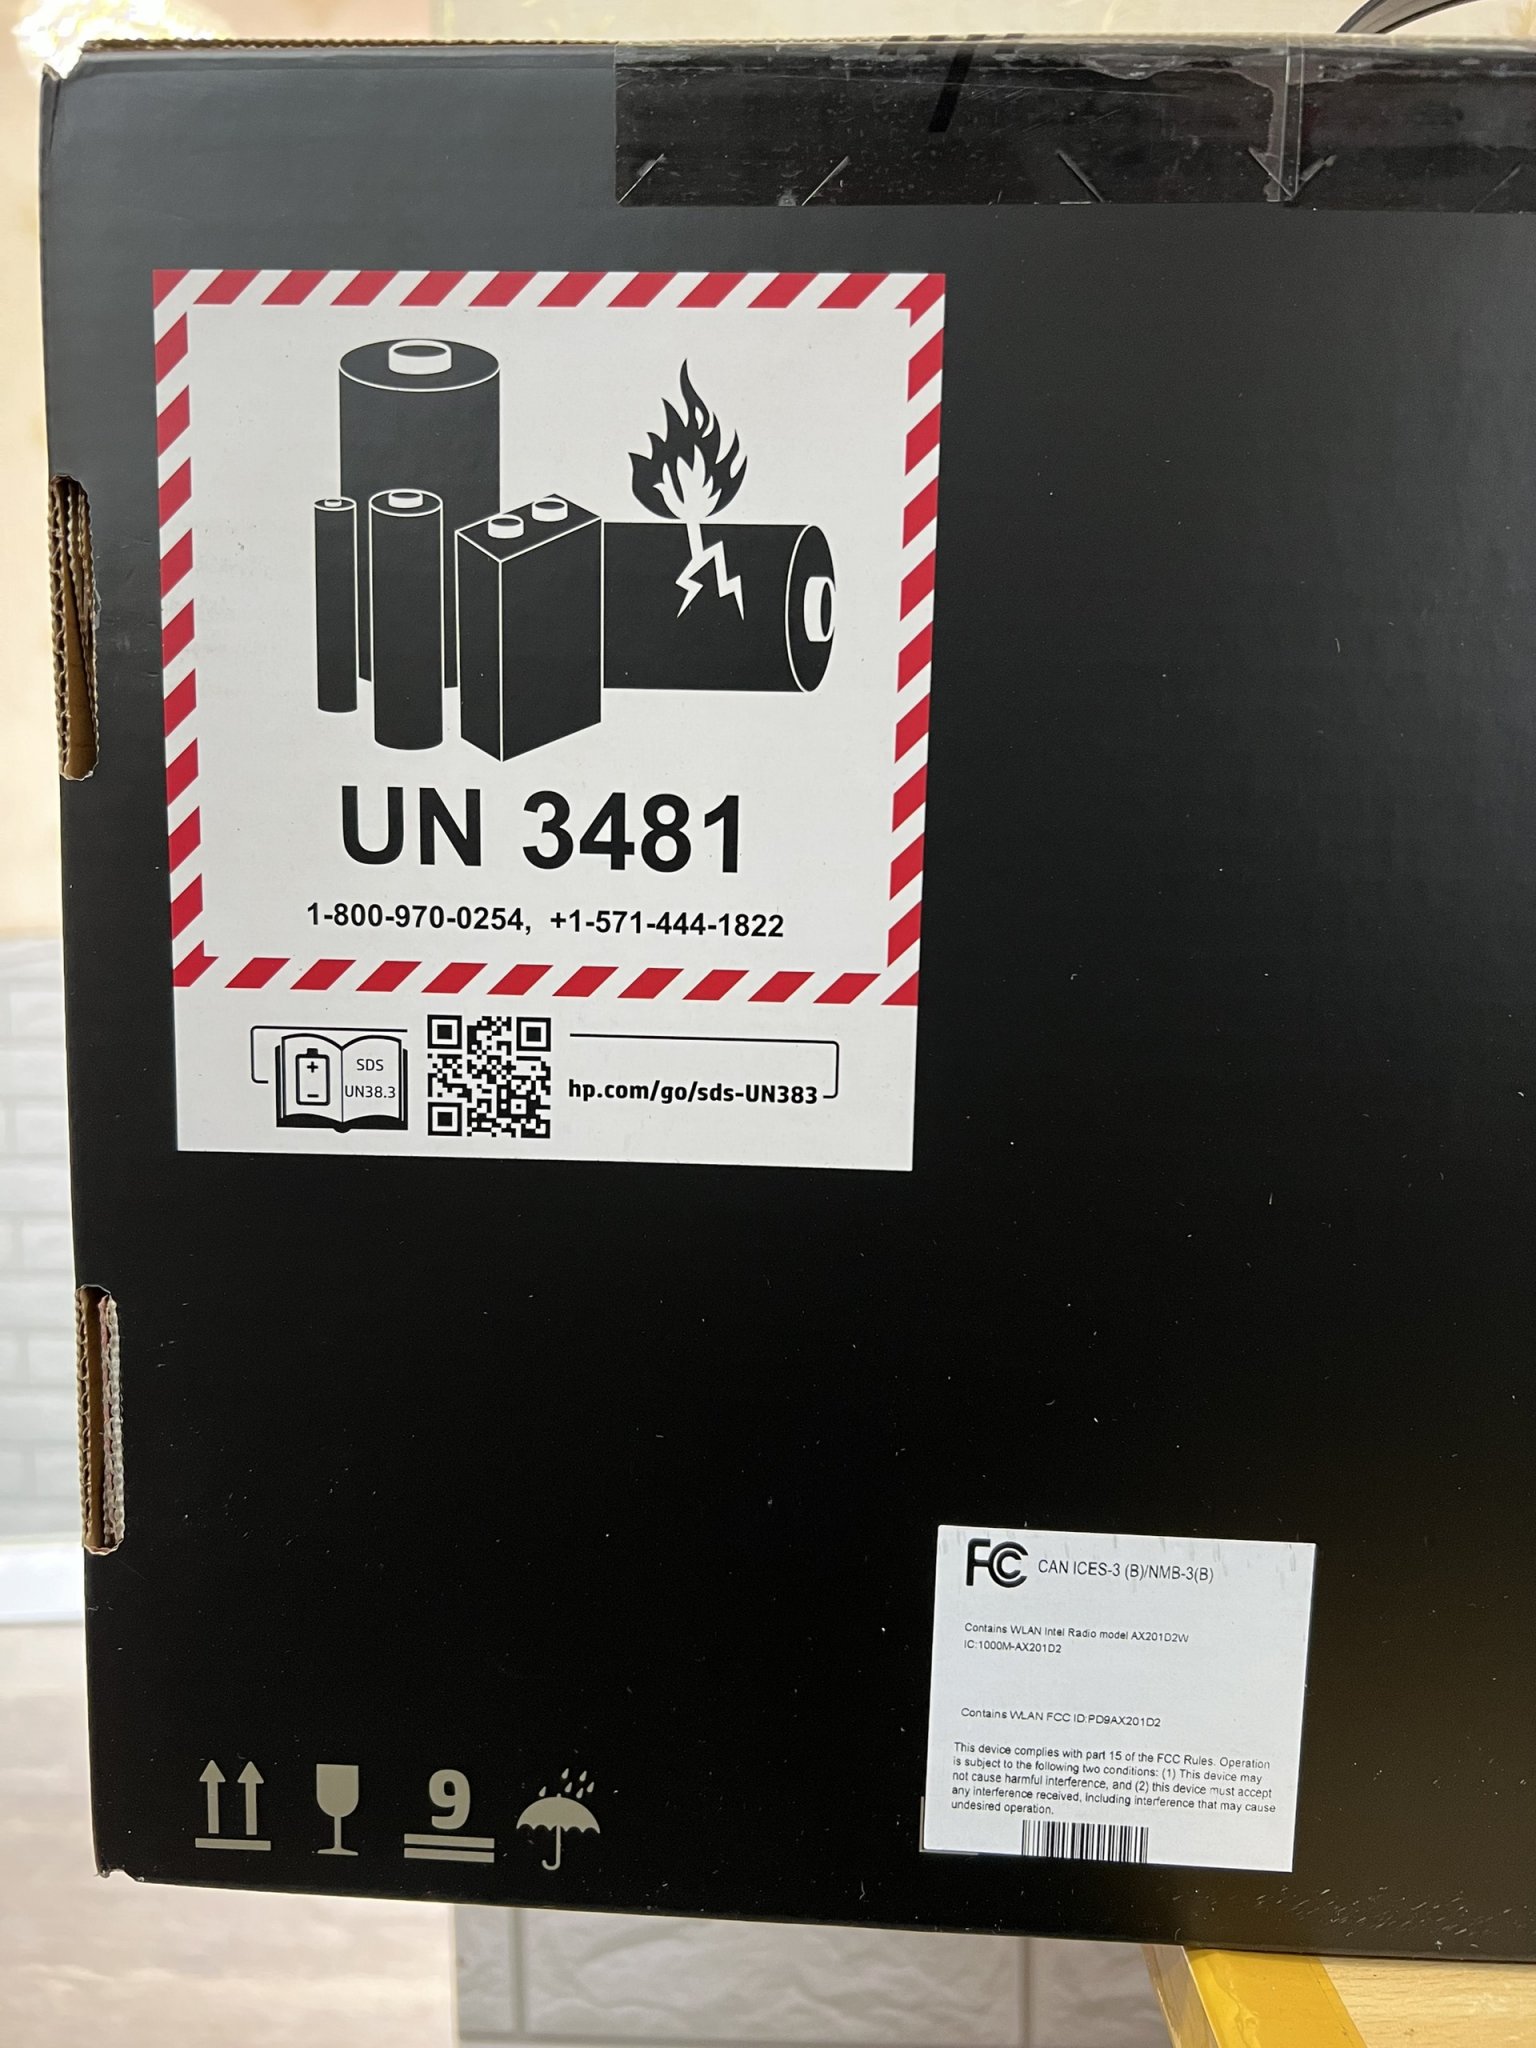 UN 3481
1-800-970-0254, +1-571-444-1822
SDS
UN38.3
hp.com/go/sds-UN383
FC CAN ICES-3 (B)/NMB-3(B)
Contains WLAN Intel Radio model AX201D2W
IC:1000M-AX201D2
Contains WLAN FCC ID:PD9AX201D2
This device complies with part 15 of the FCC Rules. Operation
is subject to the following two conditions: (1) This device may
not cause harmful interference, and (2) this device must accept
any interference received, including interference that may cause
undesired operation.
9